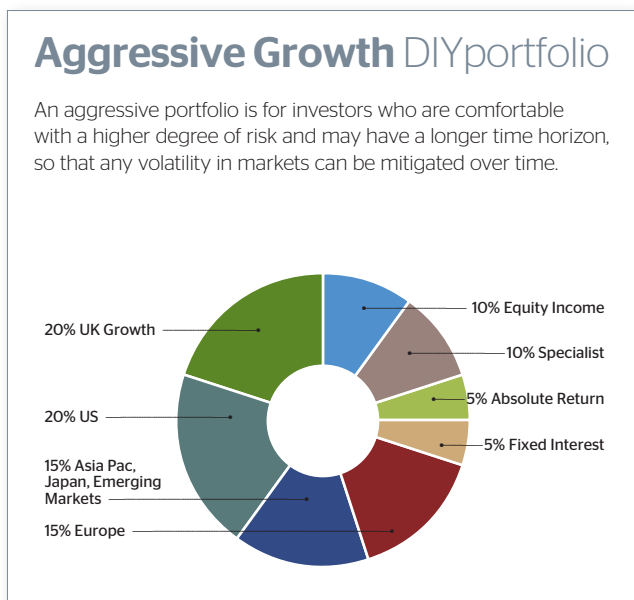 Aggressive Growth DIYportfolio
An aggressive portfolio is for investors who are comfortable
with a higher degree of risk and may have a longer time horizon,
so that any volatility in markets can be mitigated over time.
10% Equity Income
20% UK Growth
10% Specialist
5% Absolute Return
20% US
5% Fixed Interest
15% Asia Pac,
Japan, Emerging
Markets
15% Europe